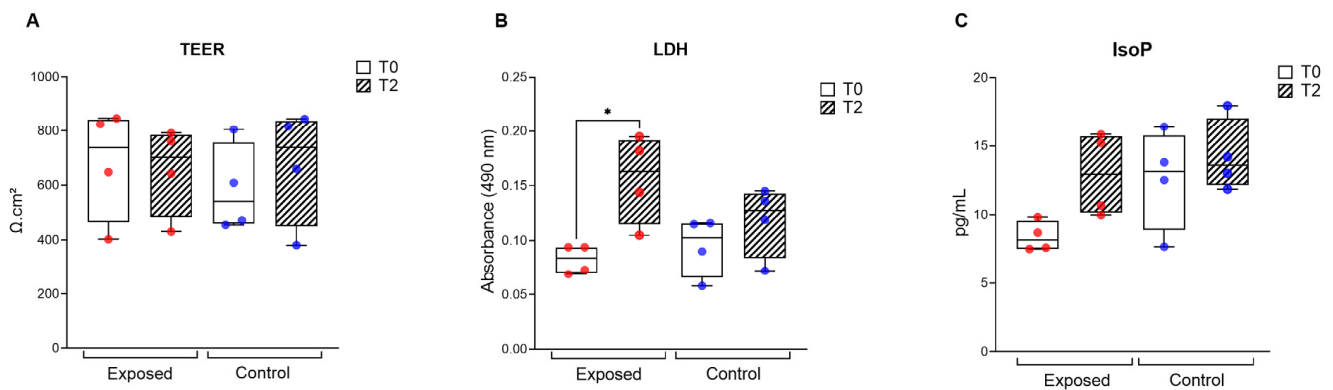 A
TEER
T0
T2
1000
800
600
400
200
0
Ω.cm²
Exposed
Control
B
LDH
T0
T2
0.25
0.20
0.15
0.10
0.05
0.00
Absorbance (490 nm)
*
Exposed
Control
C
IsoP
T0
T2
20
15
10
5
0
pg/mL
Exposed
Control